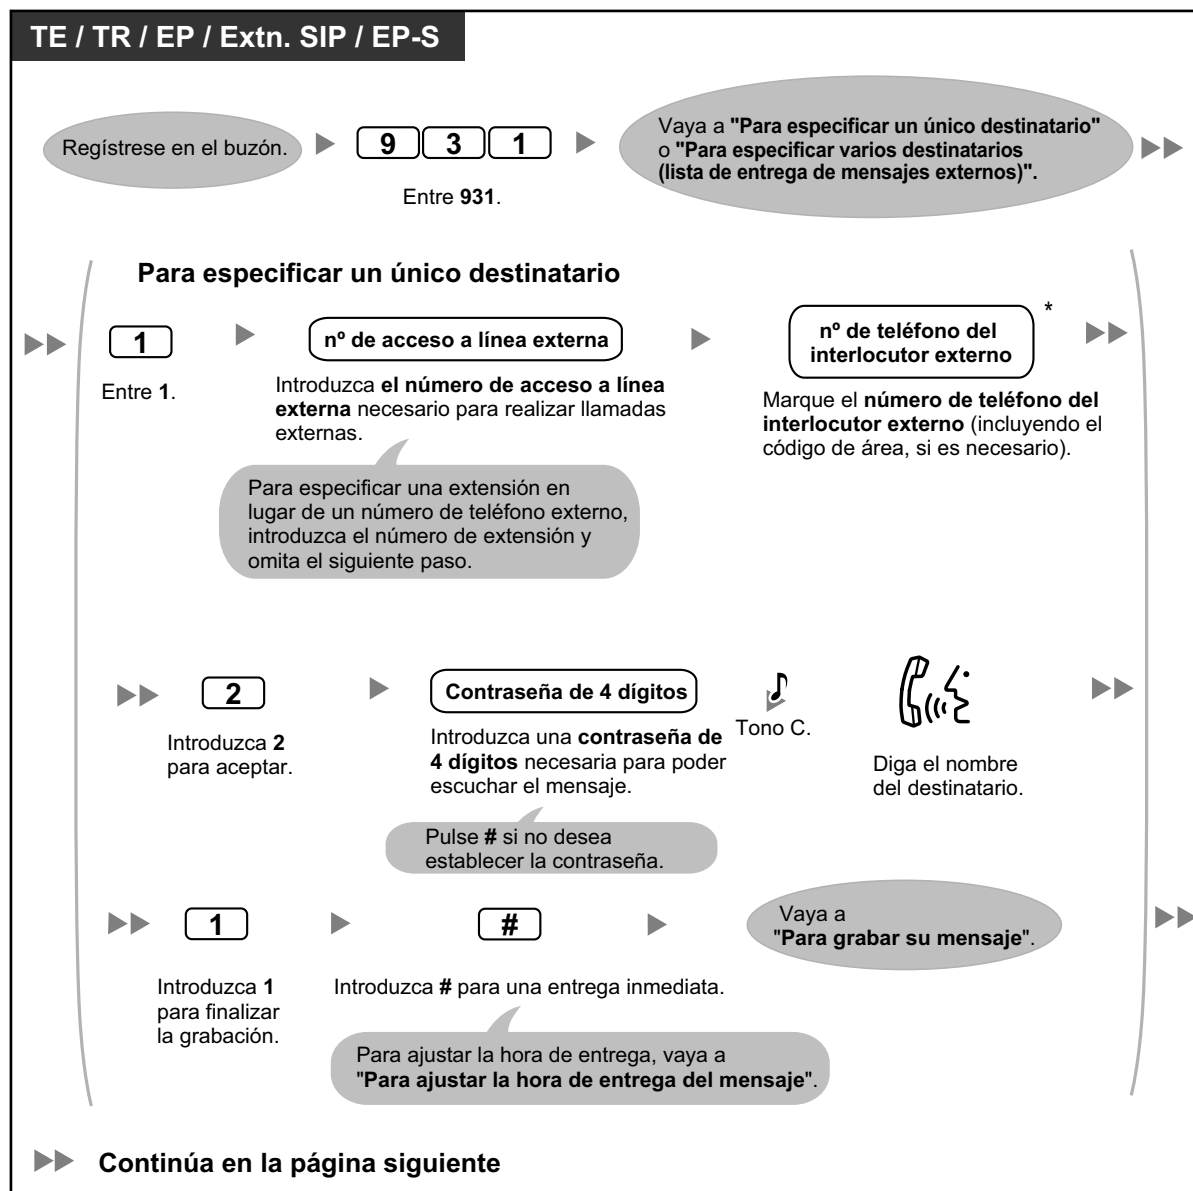 TE / TR / EP / Extn. SIP / EP-S
Regístrese en el buzón.
9 3 1
Entre 931.
Vaya a "Para especificar un único destinatario"
o "Para especificar varios destinatarios
(lista de entrega de mensajes externos)".
Para especificar un único destinatario
1
Entre 1.
nº de acceso a línea externa
Introduzca el número de acceso a línea
externa necesario para realizar llamadas
externas.
Para especificar una extensión en
lugar de un número de teléfono externo,
introduzca el número de extensión y
omita el siguiente paso.
nº de teléfono del
interlocutor externo
*
Marque el número de teléfono del
interlocutor externo (incluyendo el
código de área, si es necesario).
2
Introduzca 2
para aceptar.
Contraseña de 4 dígitos
Introduzca una contraseña de
4 dígitos necesaria para poder
escuchar el mensaje.
Pulse # si no desea
establecer la contraseña.
Tono C.
Diga el nombre
del destinatario.
1
Introduzca 1
para finalizar
la grabación.
#
Introduzca # para una entrega inmediata.
Para ajustar la hora de entrega, vaya a
"Para ajustar la hora de entrega del mensaje".
Vaya a
"Para grabar su mensaje".
Continúa en la página siguiente